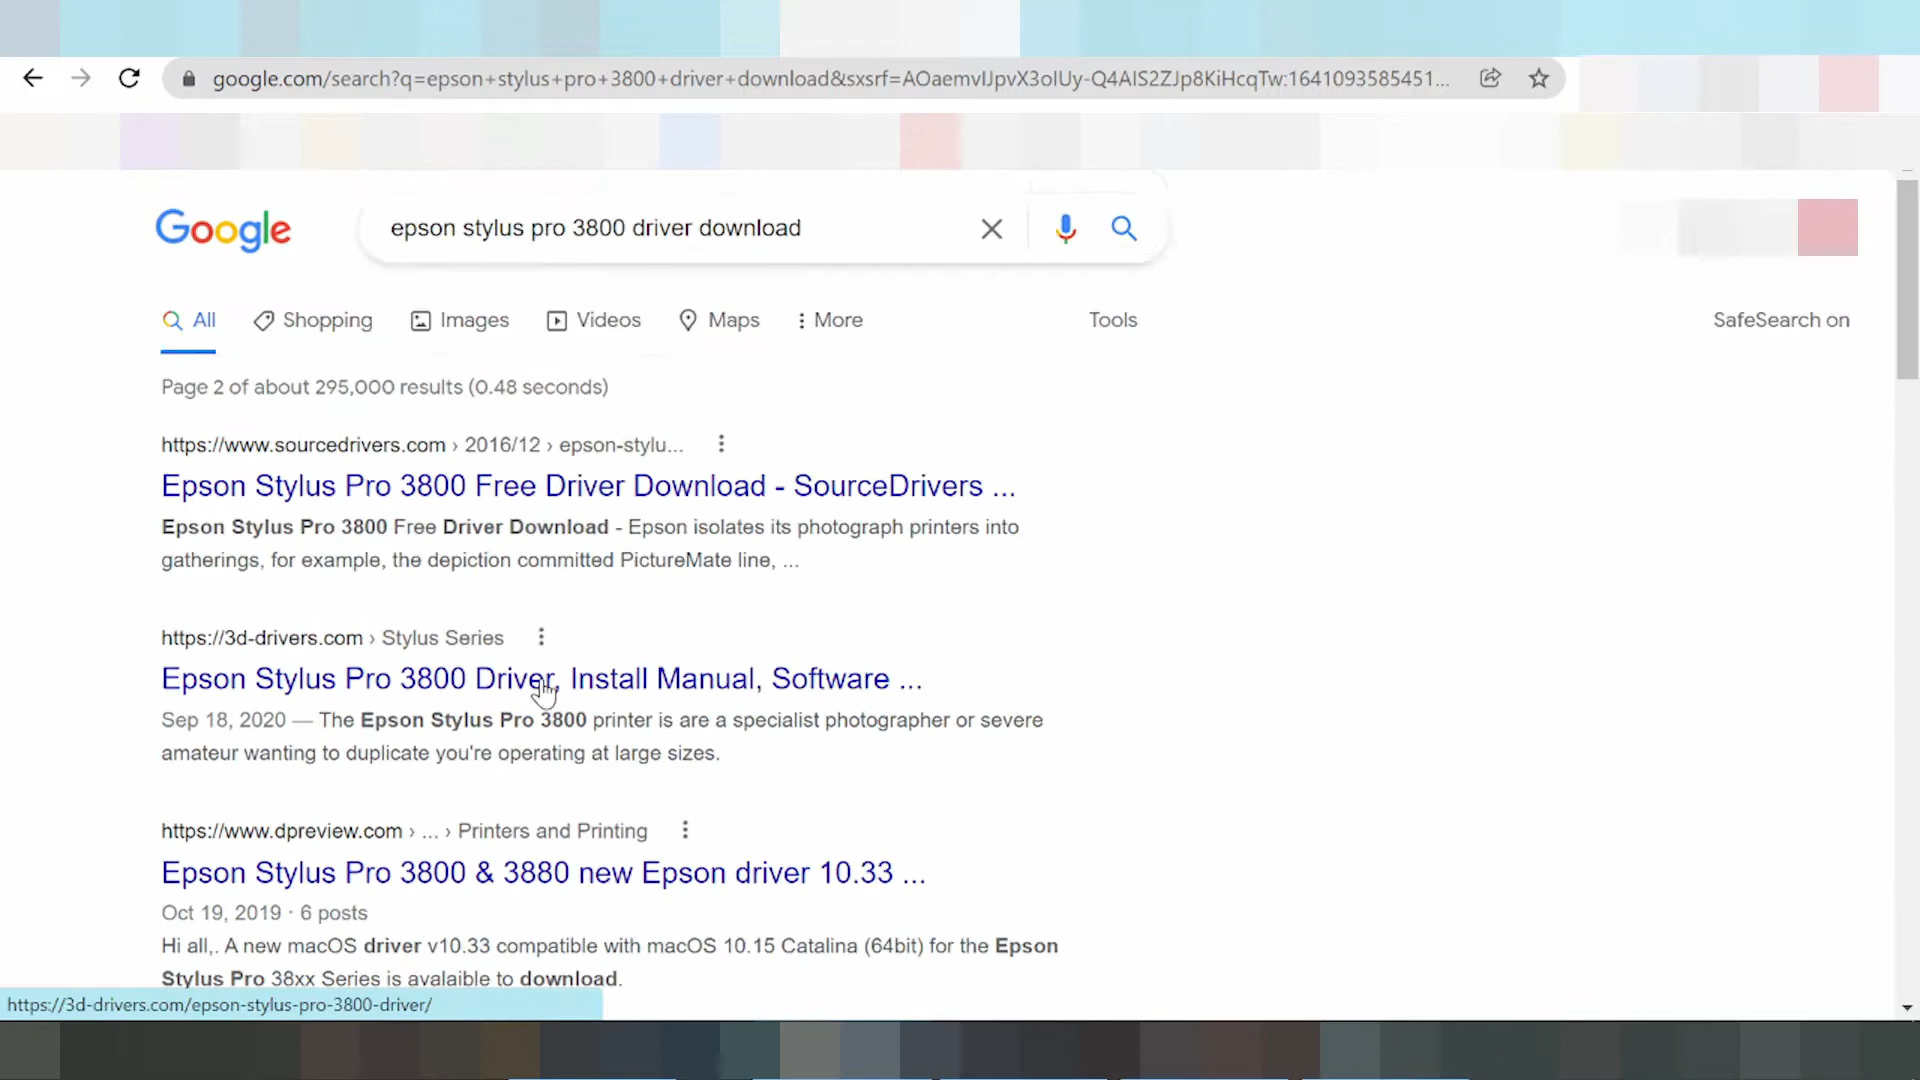 google.com/search?q=epson+stylus+pro+3800+driver+download&sxsrf=AOaemvIJpvX3olUy-Q4AIS2ZJp8KiHcqTw:1641093585451...
Google
epson stylus pro 3800 driver download
All Shopping Images Videos Maps More Tools SafeSearch on
Page 2 of about 295,000 results (0.48 seconds)
https://www.sourcedrivers.com › 2016/12 › epson-stylu...
Epson Stylus Pro 3800 Free Driver Download - SourceDrivers ...
Epson Stylus Pro 3800 Free Driver Download - Epson isolates its photograph printers into
gatherings, for example, the depiction committed PictureMate line, ...
https://3d-drivers.com › Stylus Series
Epson Stylus Pro 3800 Driver, Install Manual, Software ...
Sep 18, 2020 — The Epson Stylus Pro 3800 printer is are a specialist photographer or severe
amateur wanting to duplicate you're operating at large sizes.
https://www.dpreview.com › ... › Printers and Printing
Epson Stylus Pro 3800 & 3880 new Epson driver 10.33 ...
Oct 19, 2019 · 6 posts
Hi all,. A new macOS driver v10.33 compatible with macOS 10.15 Catalina (64bit) for the Epson
Stylus Pro 38xx Series is avalaible to download.
https://3d-drivers.com/epson-stylus-pro-3800-driver/